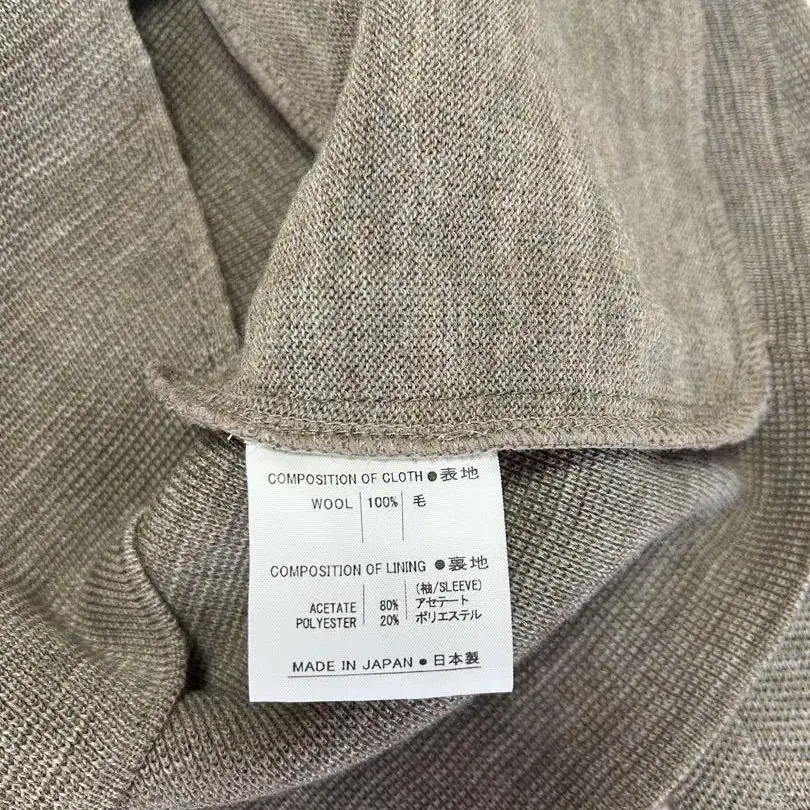 COMPOSITION OF CLOTH ● 表地
WOOL 100% 毛
COMPOSITION OF LINING ● 裏地
(袖/SLEEVE)
ACETATE 80% アセテート
POLYESTER 20% ポリエステル
MADE IN JAPAN ● 日本製